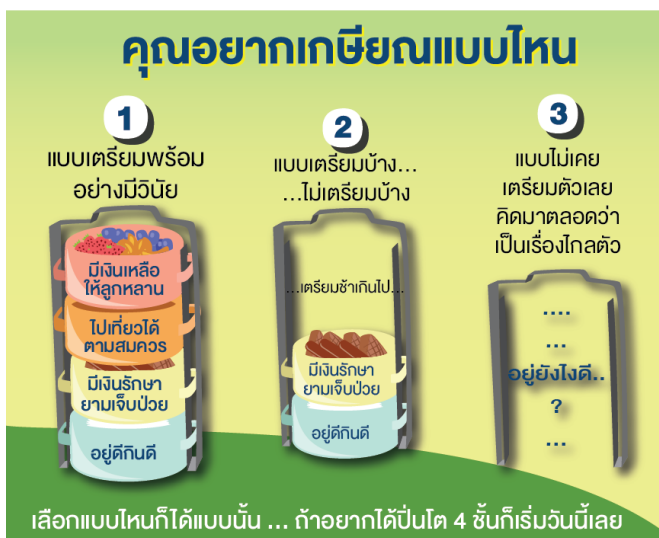 คุณอยากเกษียณแบบไหน
1
แบบเตรียมพร้อม
อย่างมีวินัย
มีเงินเหลือ
ให้ลูกหลาน
ไปเที่ยวได้
ตามสมควร
มีเงินรักษา
ยามเจ็บป่วย
อยู่ดีกินดี
2
แบบเตรียมบ้าง...
...ไม่เตรียมบ้าง
...เตรียมช้าเกินไป...
มีเงินรักษา
ยามเจ็บป่วย
อยู่ดีกินดี
3
แบบไม่เคย
เตรียมตัวเลย
คิดมาตลอดว่า
เป็นเรื่องไกลตัว
....
...
อยู่ยังไงดี..
?
...
เลือกแบบไหนก็ได้แบบนั้น ... ถ้าอยากได้ปิ่นโต 4 ชั้นก็เริ่มวันนี้เลย